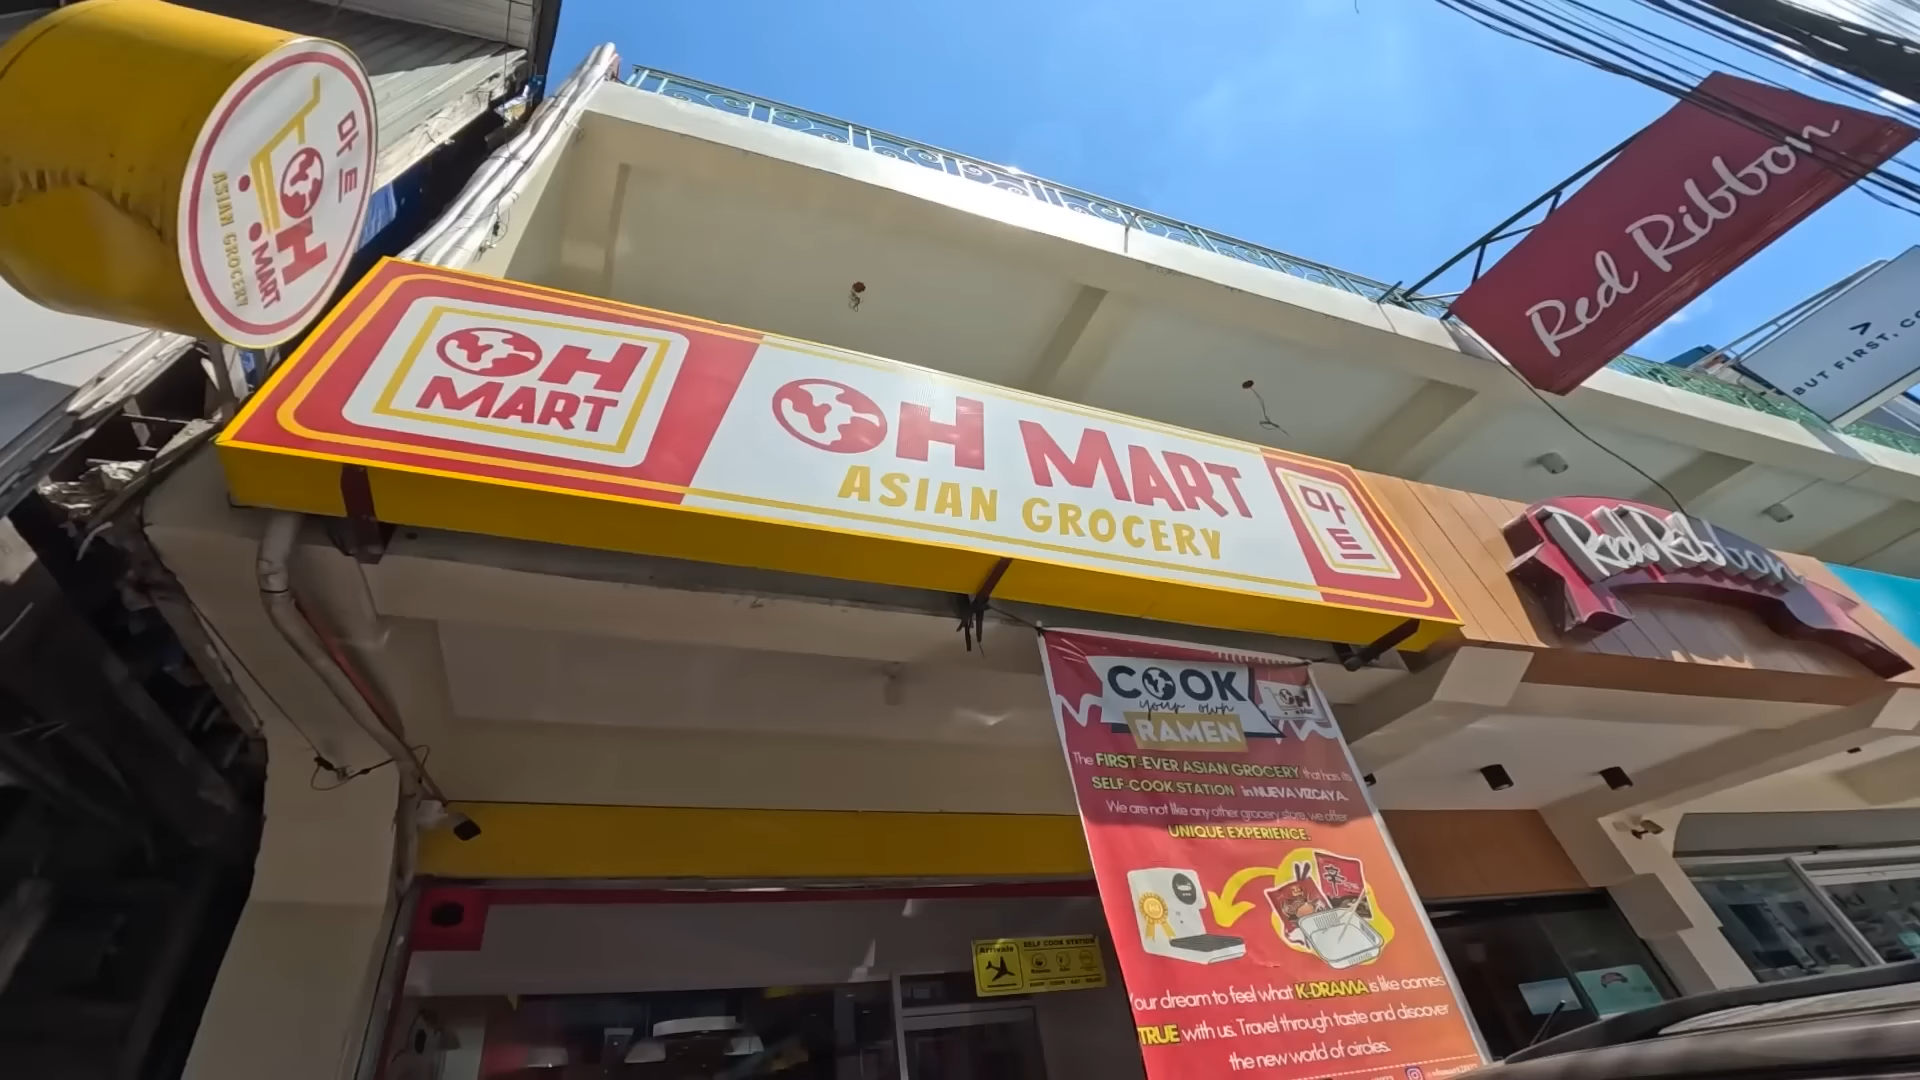 마트
OH
MART
ASIAN GROCERY
OH
MART
OH MART
ASIAN GROCERY
마트
Red Ribbon
BUT FIRST, CO
Red Ribbon
COOK
your own
RAMEN
OH
The FIRST-EVER ASIAN GROCERY that has its
SELF-COOK STATION in NUEVA VIZCAYA.
We are not like any other grocery store, we offer
UNIQUE EXPERIENCE.
辛
Your dream to feel what K-DRAMA is like comes
TRUE with us. Travel through taste and discover
the new world of circles.
Arrivals
SELF COOK STATION